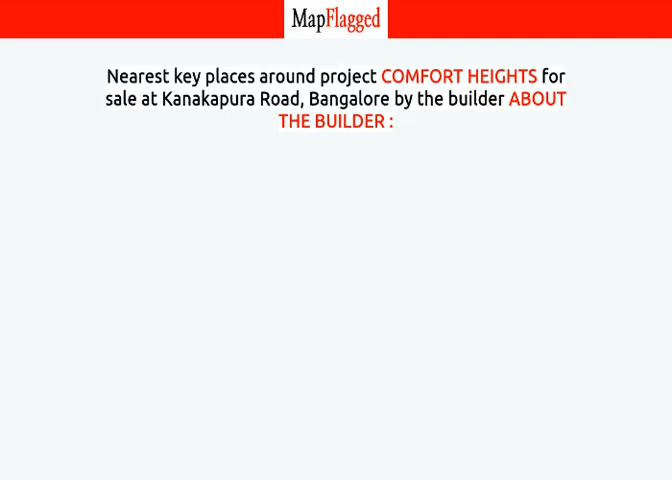 MapFlagged
Nearest key places around project COMFORT HEIGHTS for
sale at Kanakapura Road, Bangalore by the builder ABOUT
THE BUILDER :